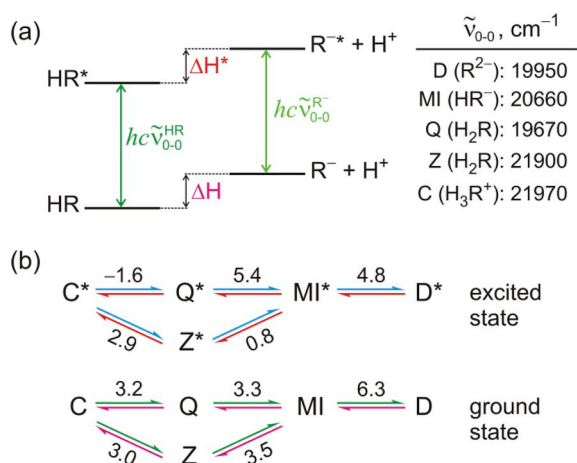 (a)
HR*
ΔH*
R⁻* + H⁺
hcν̃₀₋₀ᴴᴿ
hcν̃₀₋₀ᴿ⁻
HR
ΔH
R⁻ + H⁺
ν̃₀₋₀, cm⁻¹
D (R²⁻): 19950
MI (HR⁻): 20660
Q (H₂R): 19670
Z (H₂R): 21900
C (H₃R⁺): 21970
(b)
C* −1.6 Q* 5.4 MI* 4.8 D*
2.9 Z* 0.8
excited
state
C 3.2 Q 3.3 MI 6.3 D
3.0 Z 3.5
ground
state